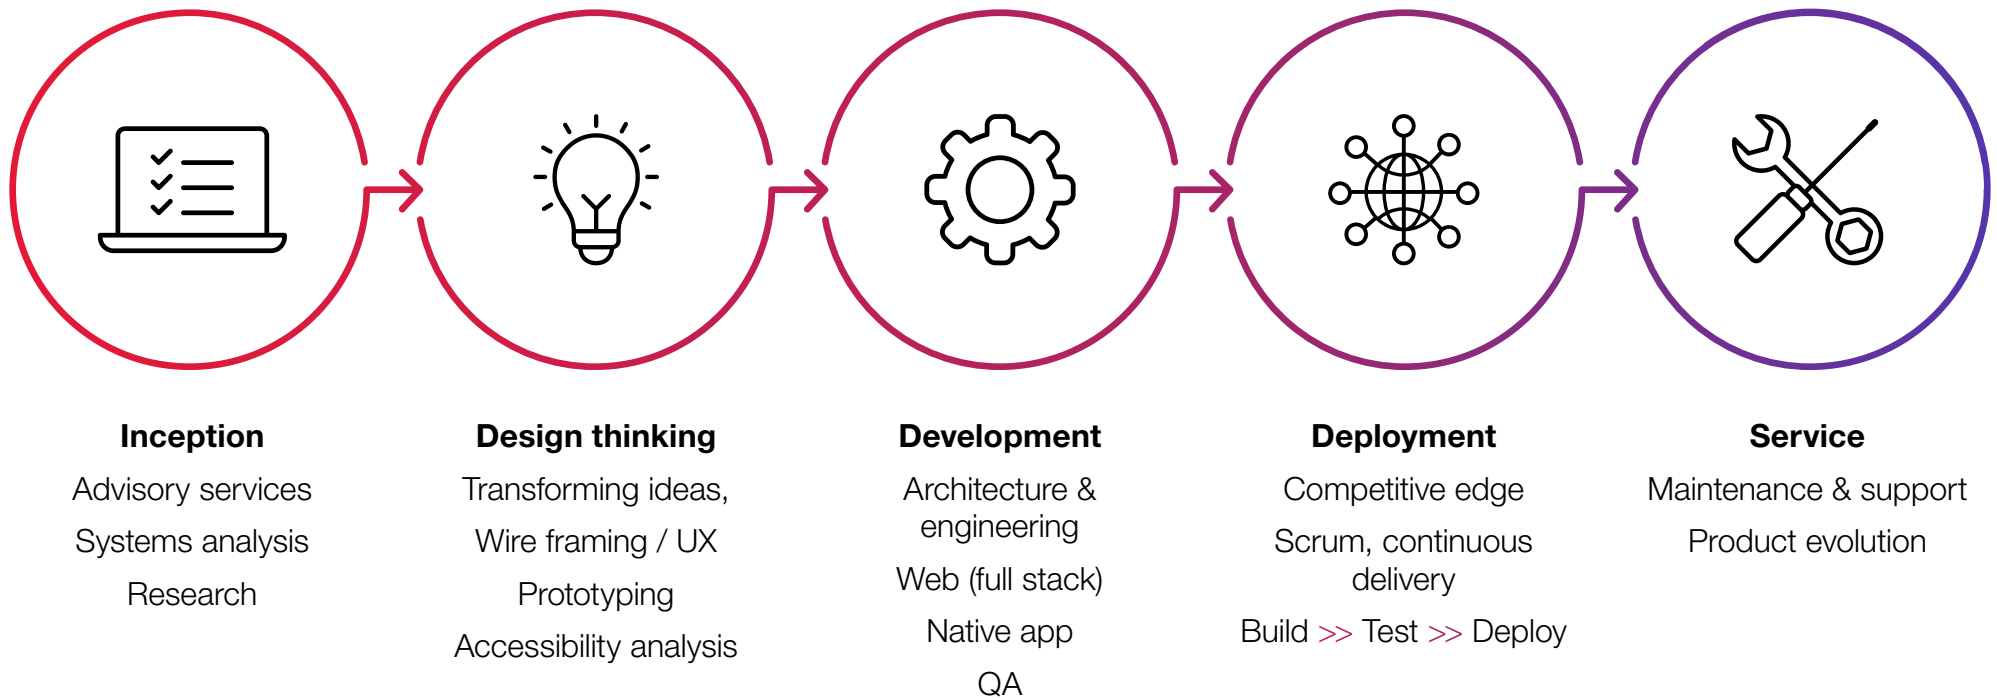 Inception
Advisory services
Systems analysis
Research
Design thinking
Transforming ideas,
Wire framing / UX
Prototyping
Accessibility analysis
Development
Architecture &
engineering
Web (full stack)
Native app
QA
Deployment
Competitive edge
Scrum, continuous
delivery
Build >> Test >> Deploy
Service
Maintenance & support
Product evolution